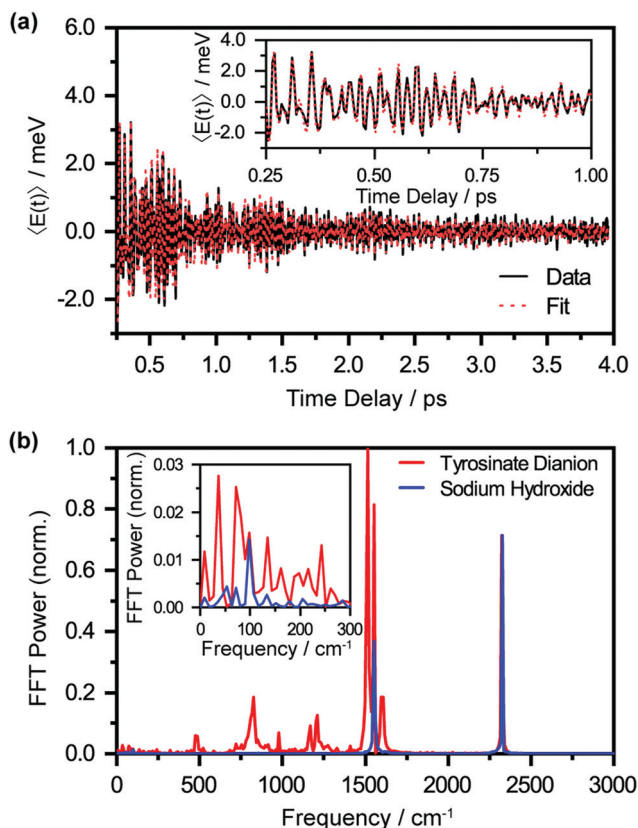 (a)
6.0
4.0
2.0
0.0
-2.0
⟨E(t)⟩ / meV
4.0
2.0
0.0
-2.0
⟨E(t)⟩ / meV
0.25 0.50 0.75 1.00
Time Delay / ps
Data
Fit
0.5 1.0 1.5 2.0 2.5 3.0 3.5 4.0
Time Delay / ps
(b)
1.0
0.8
0.6
0.4
0.2
0.0
FFT Power (norm.)
0.03
0.02
0.01
0.00
FFT Power (norm.)
0 100 200 300
Frequency / cm⁻¹
Tyrosinate Dianion
Sodium Hydroxide
0 500 1000 1500 2000 2500 3000
Frequency / cm⁻¹